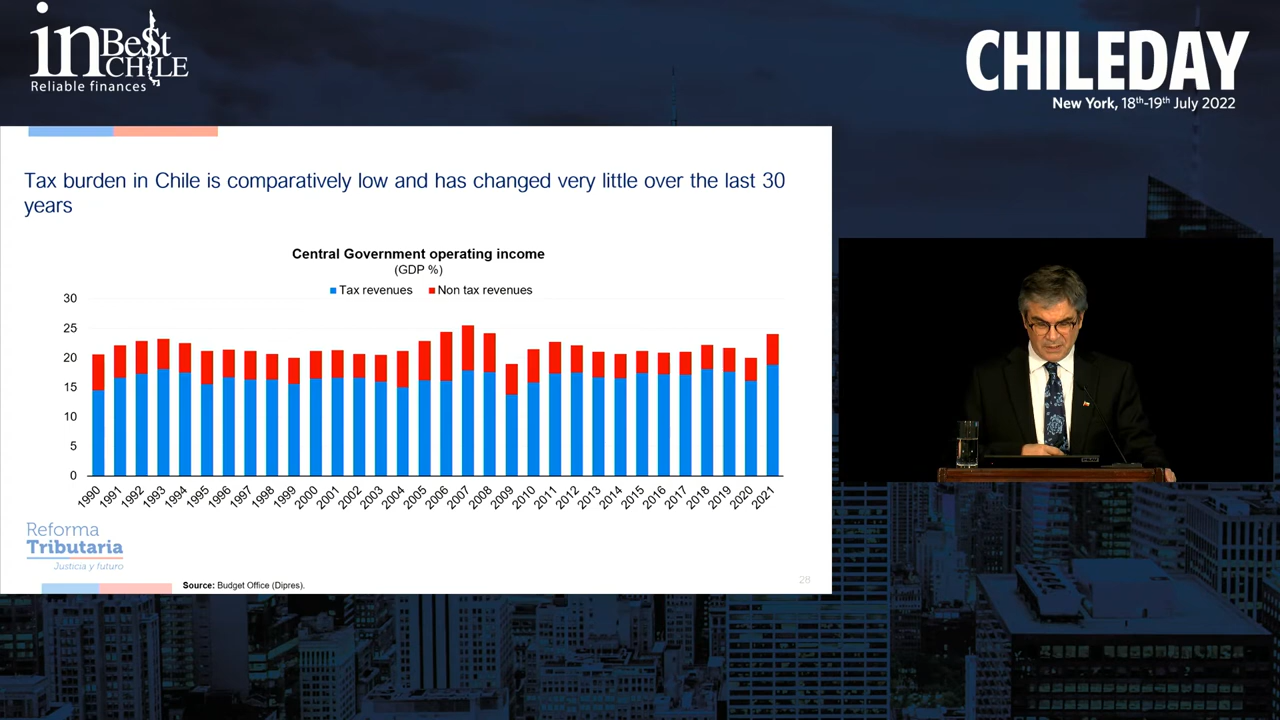 in BeSt
CHILE
Reliable finances
CHILEDAY
New York, 18th-19th July 2022
Tax burden in Chile is comparatively low and has changed very little over the last 30
years
Central Government operating income
(GDP %)
Tax revenues Non tax revenues
30
25
20
15
10
5
0
1990 1991 1992 1993 1994 1995 1996 1997 1998 1999 2000 2001 2002 2003 2004 2005 2006 2007 2008 2009 2010 2011 2012 2013 2014 2015 2016 2017 2018 2019 2020 2021
Reforma
Tributaria
Justicia y futuro
Source: Budget Office (Dipres).
28